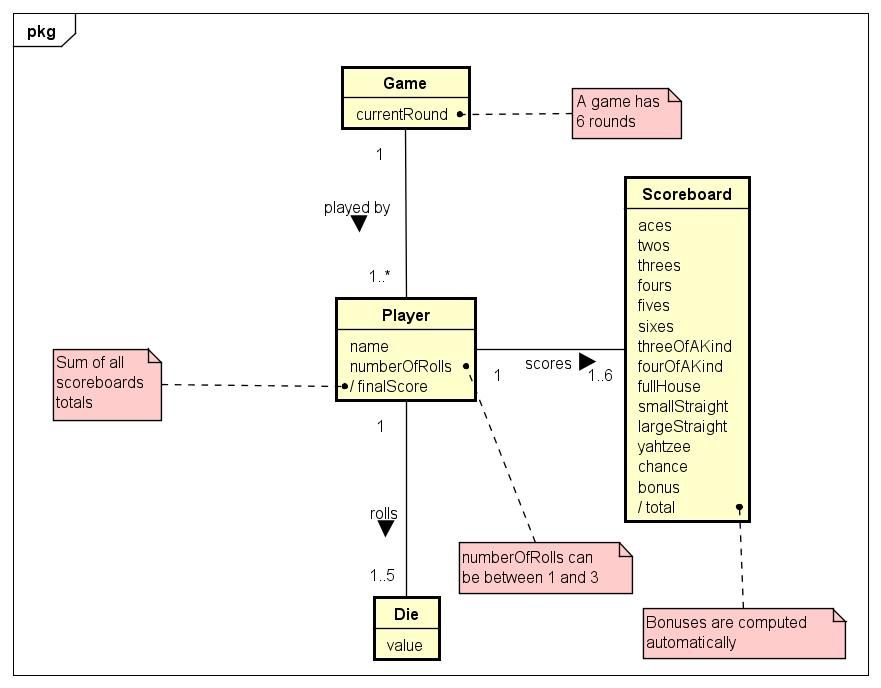 pkg
Game
currentRound
A game has
6 rounds
1
played by
1..*
Player
name
numberOfRolls
/ finalScore
Sum of all
scoreboards
totals
scores
1
1..6
Scoreboard
aces
twos
threes
fours
fives
sixes
threeOfAKind
fourOfAKind
fullHouse
smallStraight
largeStraight
yahtzee
chance
bonus
/ total
1
rolls
1..5
Die
value
numberOfRolls can
be between 1 and 3
Bonuses are computed
automatically